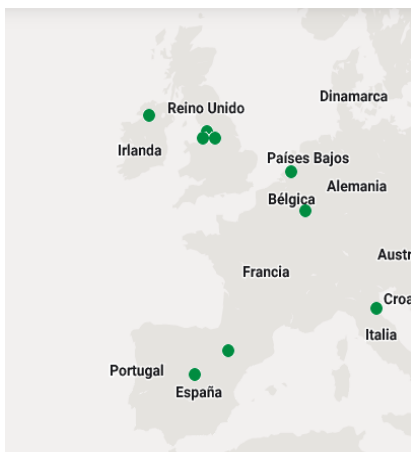 Reino Unido
Dinamarca
Irlanda
Países Bajos
Alemania
Bélgica
Austr
Francia
Croa
Italia
Portugal
España